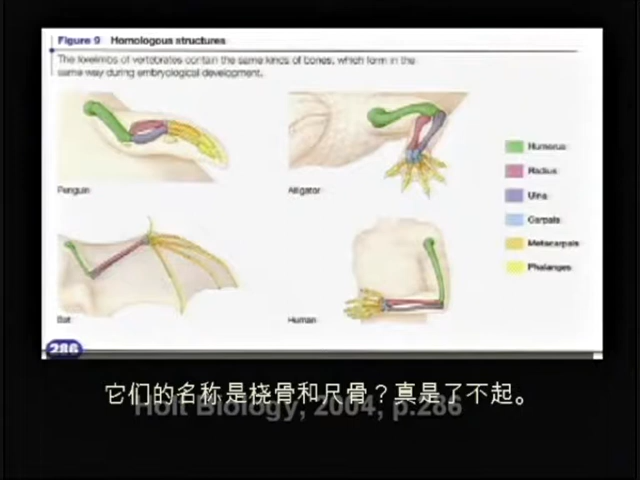 Figure 9 Homologous structures
The forelimbs of vertebrates contain the same kinds of bones, which form in the
same way during embryological development.
Penguin
Alligator
Humerus
Radius
Ulna
Carpals
Metacarpals
Phalanges
Bat
Human
286
它们的名称是桡骨和尺骨？真是了不起。
Holt Biology, 2004, p.286